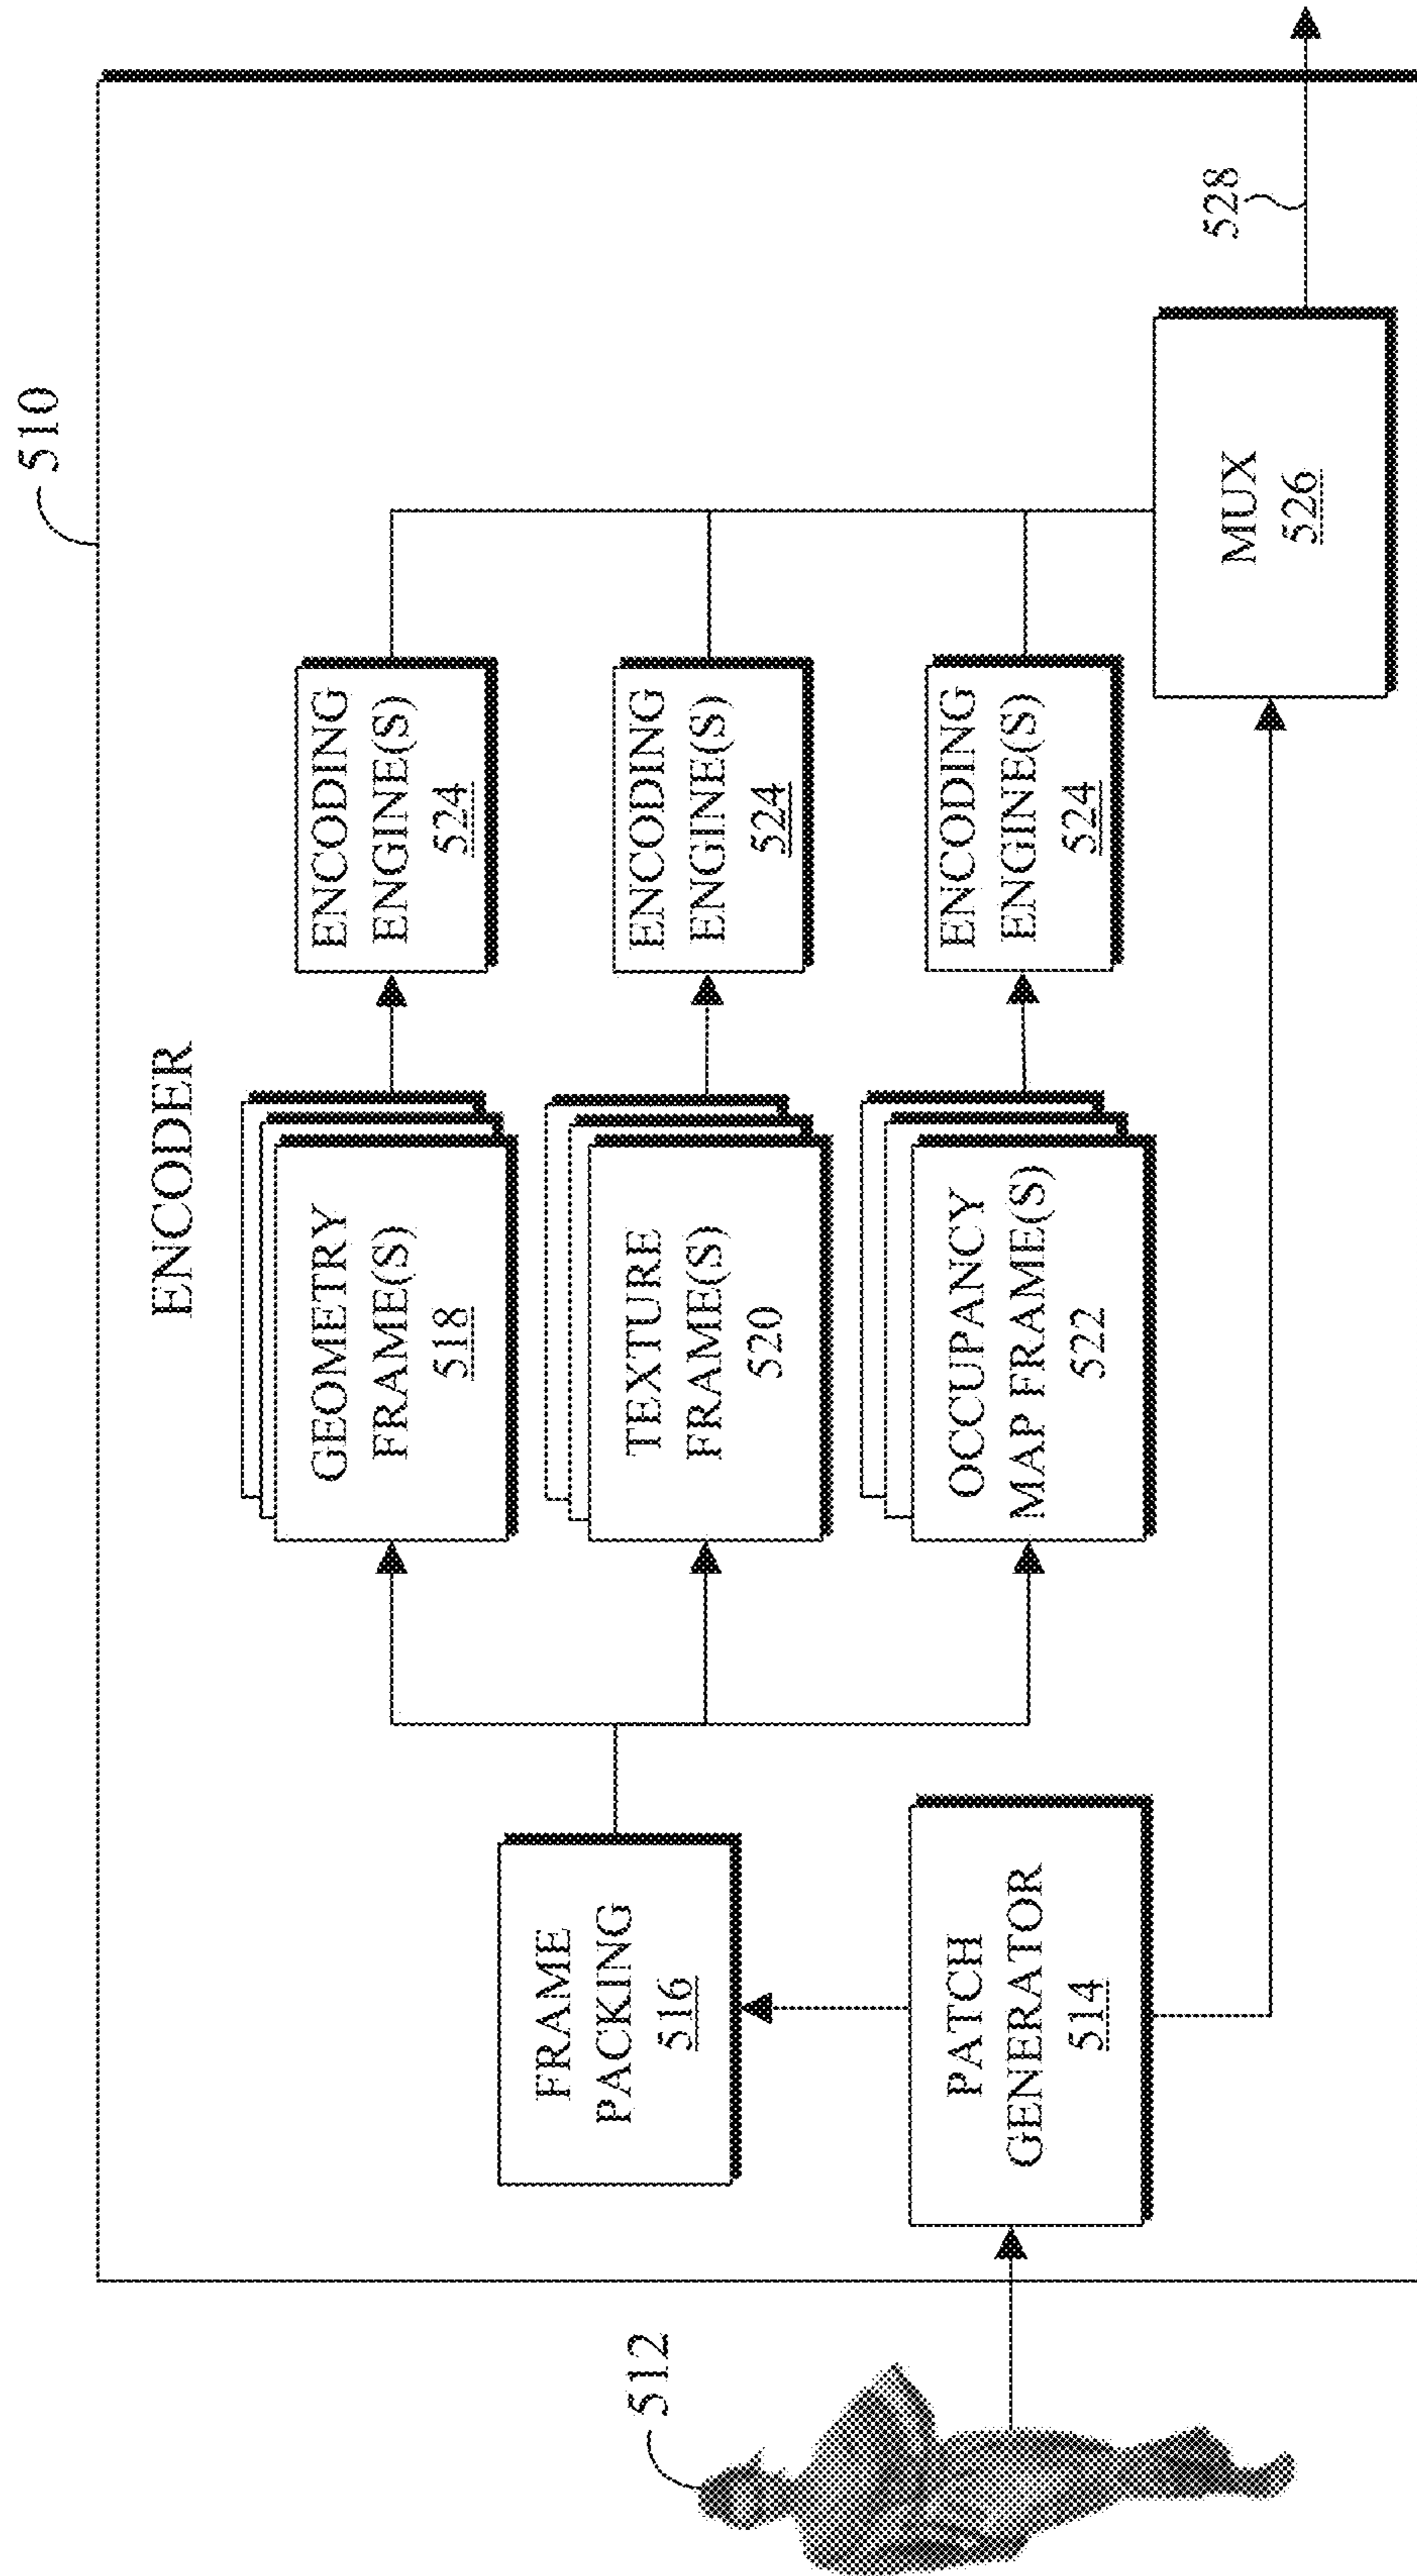 510
ENCODER
512
FRAME
PACKING
516
PATCH
GENERATOR
514
GEOMETRY
FRAME(S)
518
TEXTURE
FRAME(S)
520
OCCUPANCY
MAP FRAME(S)
522
ENCODING
ENGINE(S)
524
ENCODING
ENGINE(S)
524
ENCODING
ENGINE(S)
524
MUX
526
528